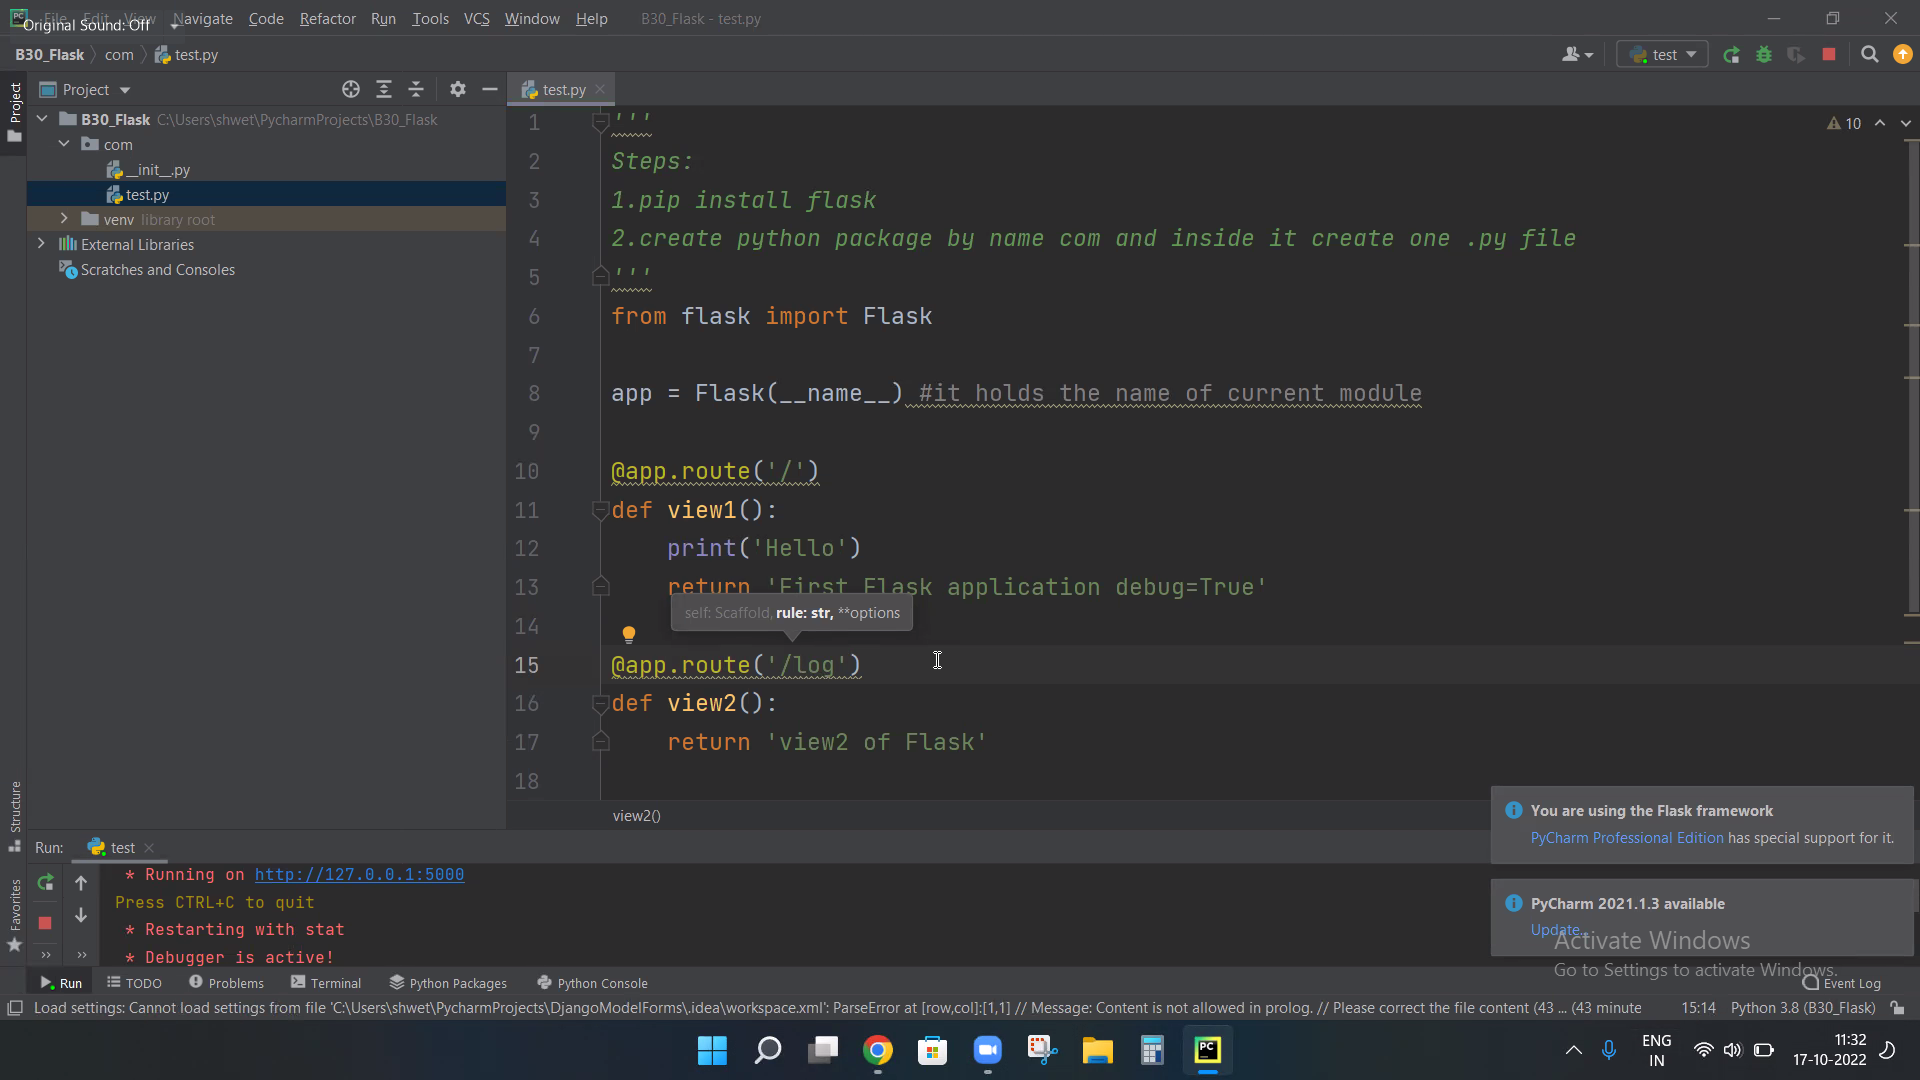 File Edit View Navigate Code Refactor Run Tools VCS Window Help B30_Flask - test.py
Original Sound: Off
B30_Flask com test.py
test
Project
Project
test.py
B30_Flask C:\Users\shwet\PycharmProjects\B30_Flask
com
__init__.py
test.py
venv library root
External Libraries
Scratches and Consoles
10
1 '''
2 Steps:
3 1.pip install flask
4 2.create python package by name com and inside it create one .py file
5 '''
6 from flask import Flask
7
8 app = Flask(__name__) #it holds the name of current module
9
10 @app.route('/')
11 def view1():
12 print('Hello')
13 return 'First Flask application debug=True'
self: Scaffold, rule: str, **options
14
15 @app.route('/log')
16 def view2():
17 return 'view2 of Flask'
18
view2()
Structure
Favorites
You are using the Flask framework
PyCharm Professional Edition has special support for it.
PyCharm 2021.1.3 available
Update...
Activate Windows
Go to Settings to activate Windows.
Run: test
* Running on http://127.0.0.1:5000
Press CTRL+C to quit
* Restarting with stat
* Debugger is active!
Run TODO Problems Terminal Python Packages Python Console Event Log
Load settings: Cannot load settings from file 'C:\Users\shwet\PycharmProjects\DjangoModelForms\.idea\workspace.xml': ParseError at [row,col]:[1,1] // Message: Content is not allowed in prolog. // Please correct the file content (43 ... (43 minute 15:14 Python 3.8 (B30_Flask)
PC
ENG
IN
11:32
17-10-2022